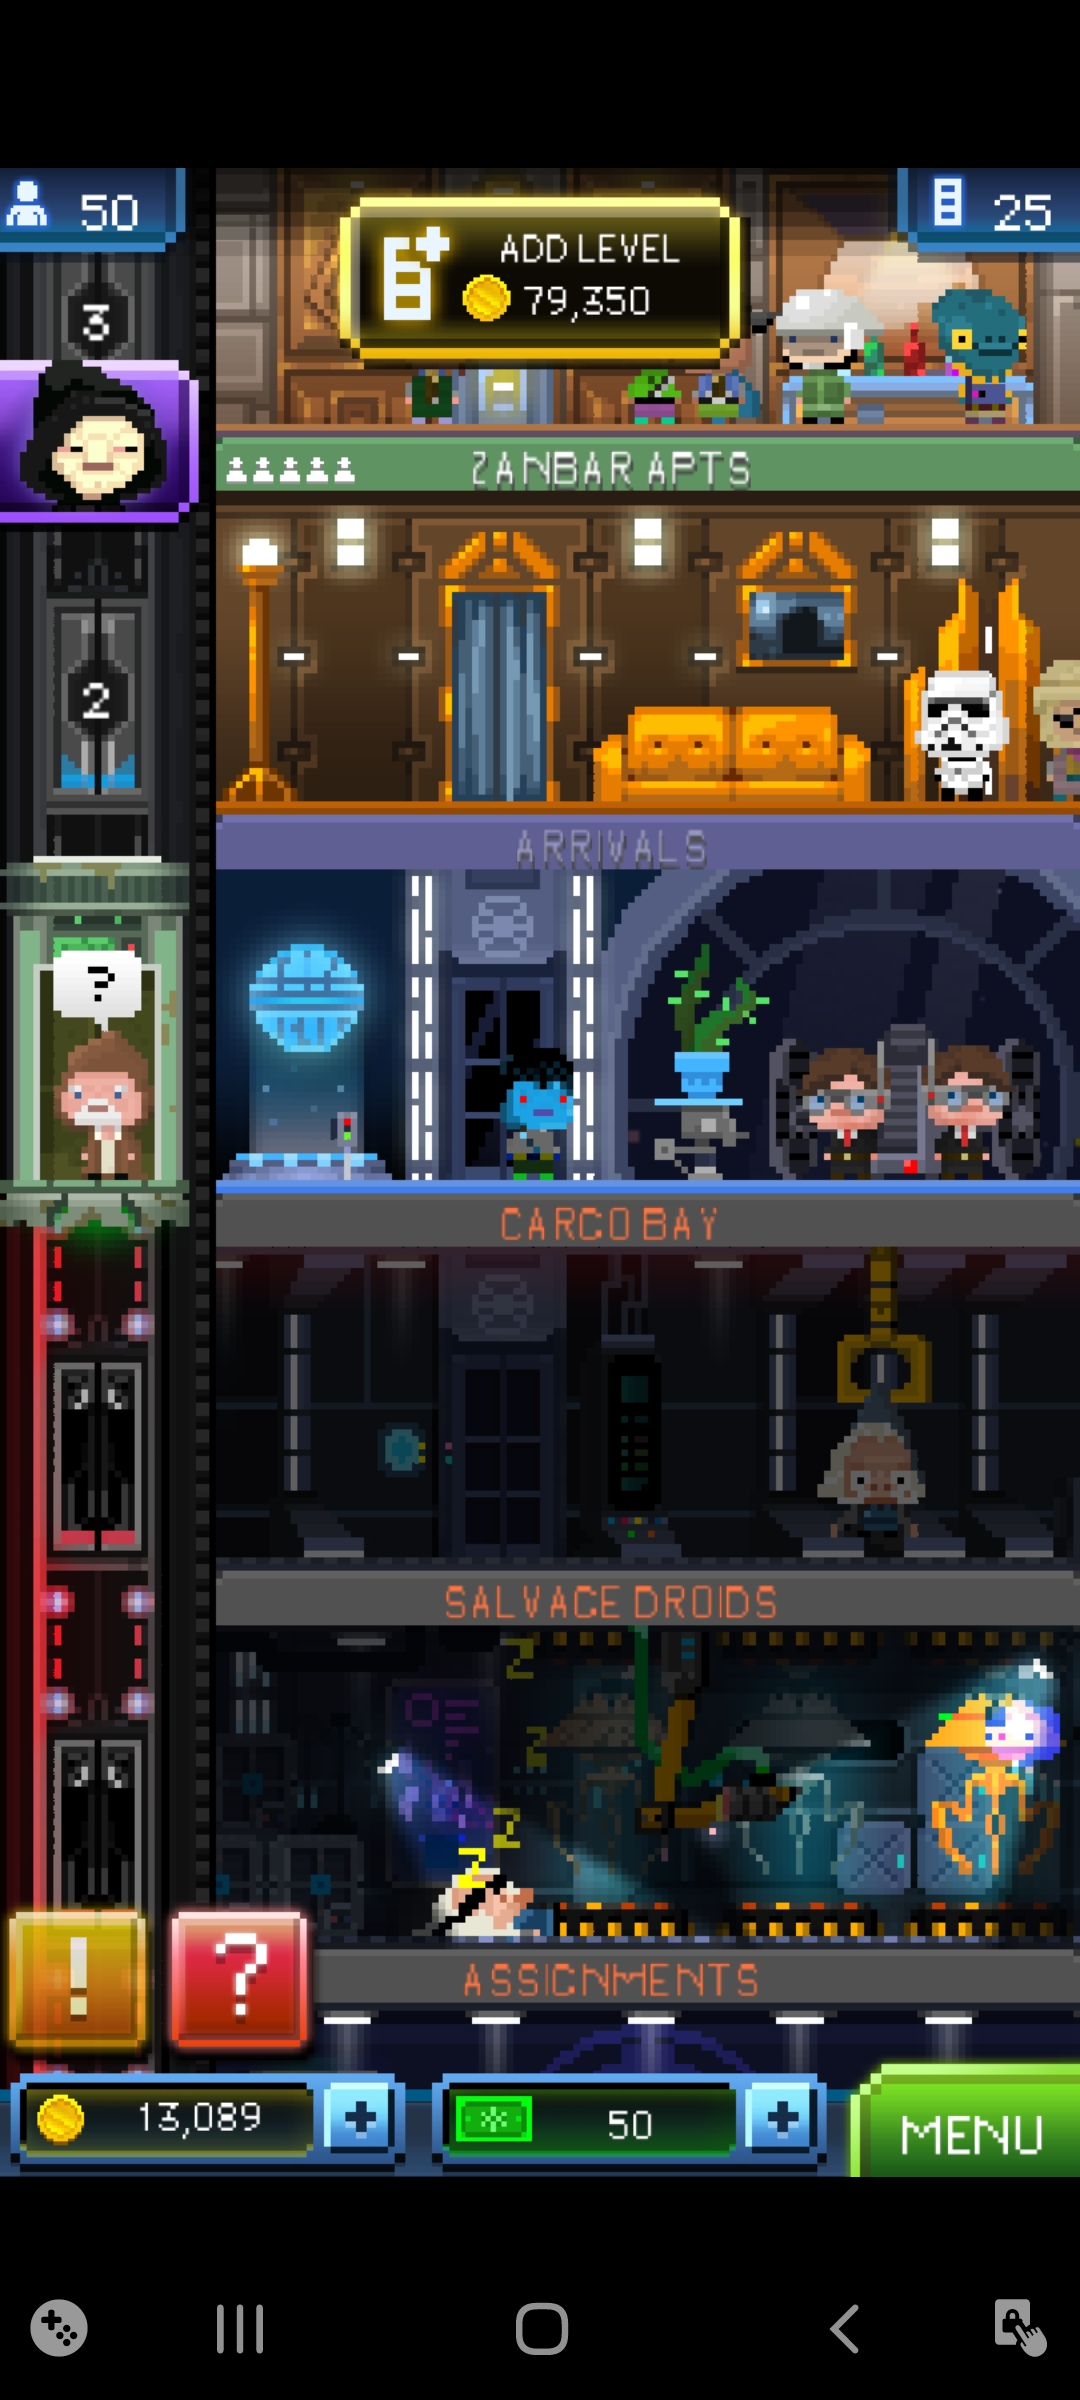 50
25
ADD LEVEL
79,350
3
ZANBAR APTS
2
ARRIVALS
?
CARGO BAY
SALVAGE DROIDS
Z
Z
Z
Z
! ?
ASSIGNMENTS
13,089 + 50 +
MENU